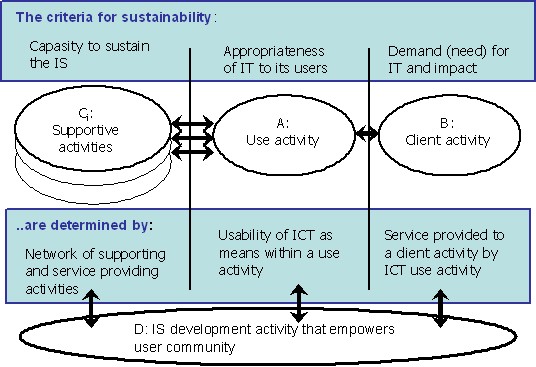 The criteria for sustainability:
Capasity to sustain
the IS
Appropriateness
of IT to its users
Demand (need) for
IT and impact
Cᵢ:
Supportive
activities
A:
Use activity
B:
Client activity
..are determined by:
Network of supporting
and service providing
activities
Usability of ICT as
means within a use
activity
Service provided to
a client activity by
ICT use activity
D: IS development activity that empowers
user community